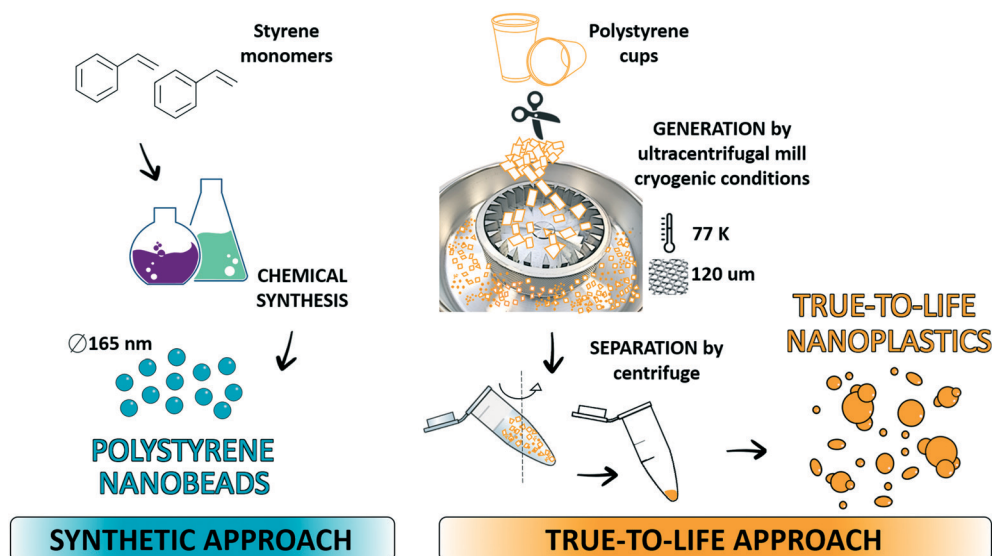 Styrene
monomers
CHEMICAL
SYNTHESIS
∅165 nm
POLYSTYRENE
NANOBEADS
SYNTHETIC APPROACH
Polystyrene
cups
GENERATION by
ultracentrifugal mill
cryogenic conditions
77 K
120 um
SEPARATION by
centrifuge
TRUE-TO-LIFE
NANOPLASTICS
TRUE-TO-LIFE APPROACH